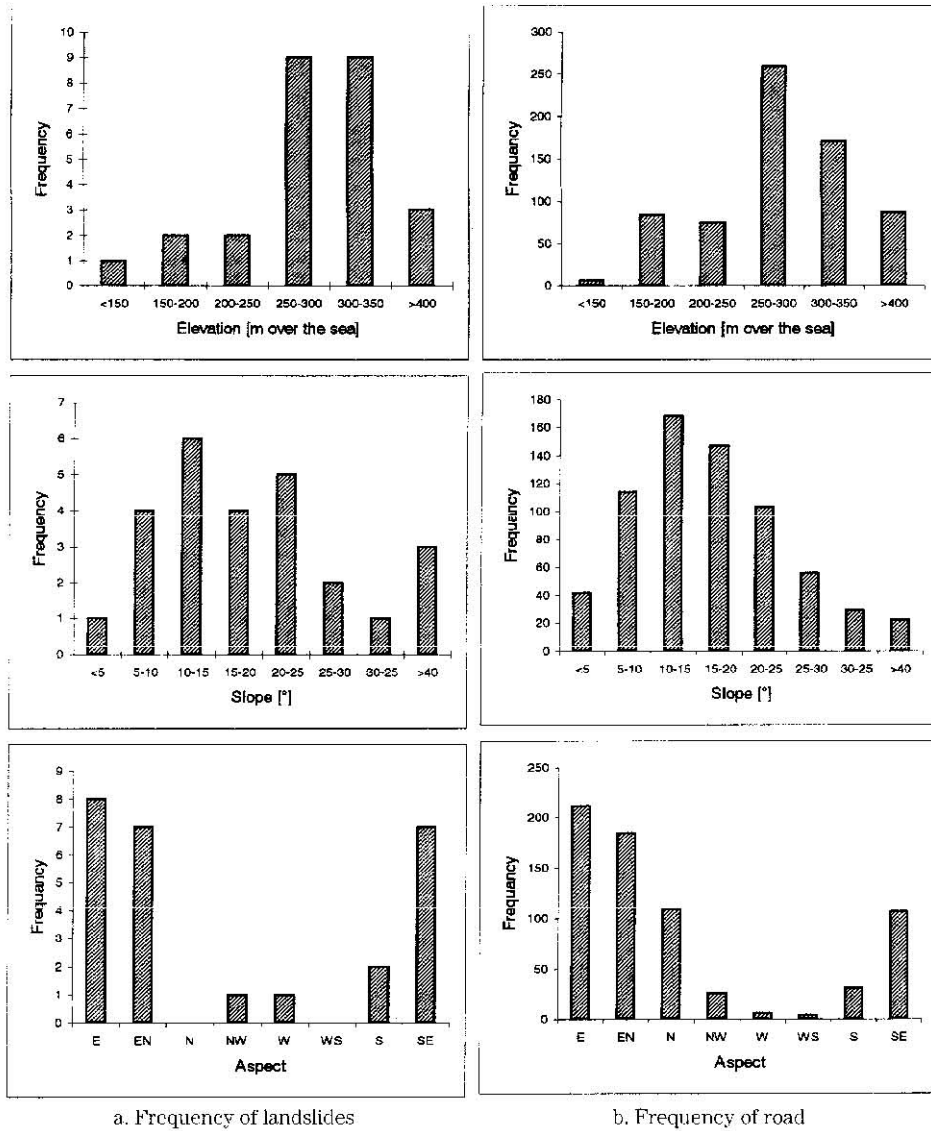 10
9
8
7
6
5
4
3
2
1
0
Frequency
<150 150-200 200-250 250-300 300-350 >400
Elevation [m over the sea]
300
250
200
150
100
50
0
Frequancy
<150 150-200 200-250 250-300 300-350 >400
Elevation [m over the sea]
7
6
5
4
3
2
1
0
Frequency
<5 5-10 10-15 15-20 20-25 25-30 30-25 >40
Slope [°]
180
160
140
120
100
80
60
40
20
0
Frequancy
<5 5-10 10-15 15-20 20-25 25-30 30-25 >40
Slope [°]
9
8
7
6
5
4
3
2
1
0
Frequancy
E EN N NW W WS S SE
Aspect
250
200
150
100
50
0
Frequancy
E EN N NW W WS S SE
Aspect
a. Frequency of landslides
b. Frequency of road